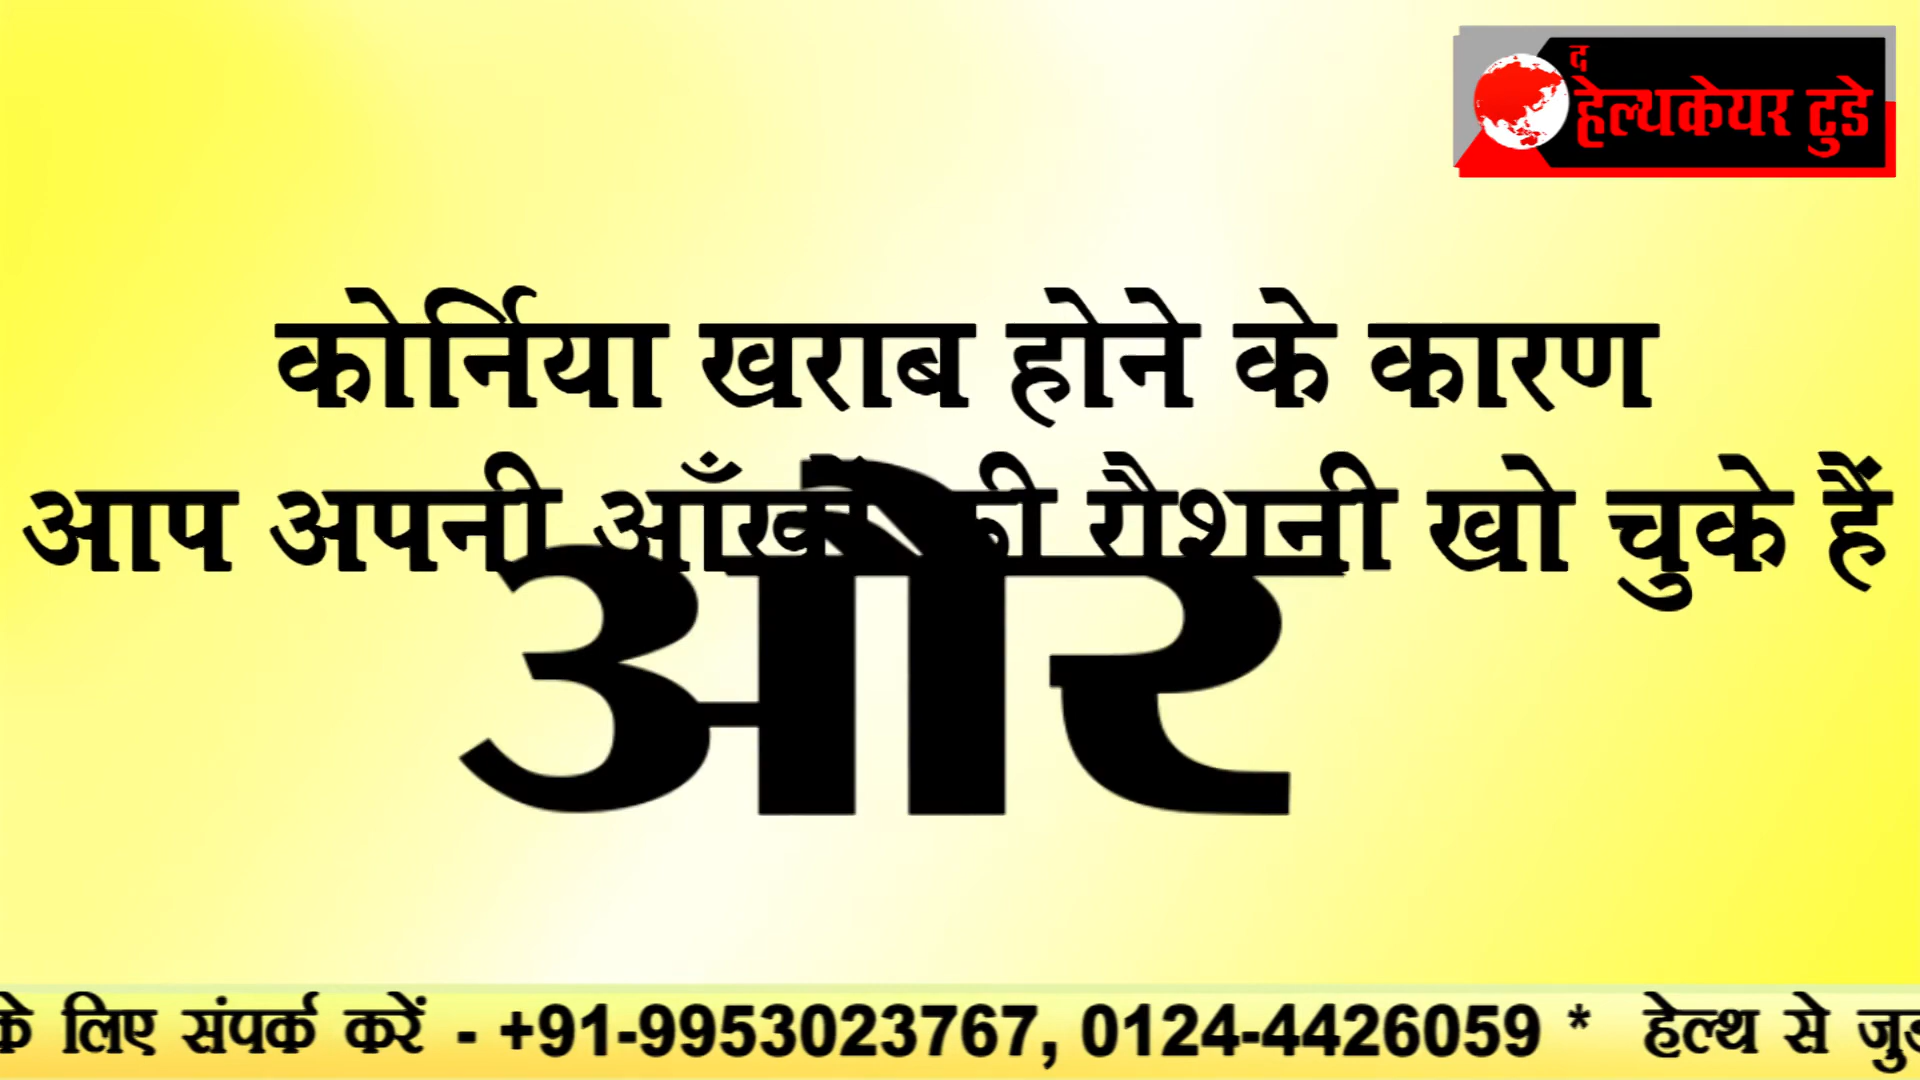 द
हेल्थकेयर टुडे
कोर्निया खराब होने के कारण
आप अपनी आँखों की रौशनी खो चुके हैं
और
के लिए संपर्क करें - +91-9953023767, 0124-4426059 * हेल्थ से